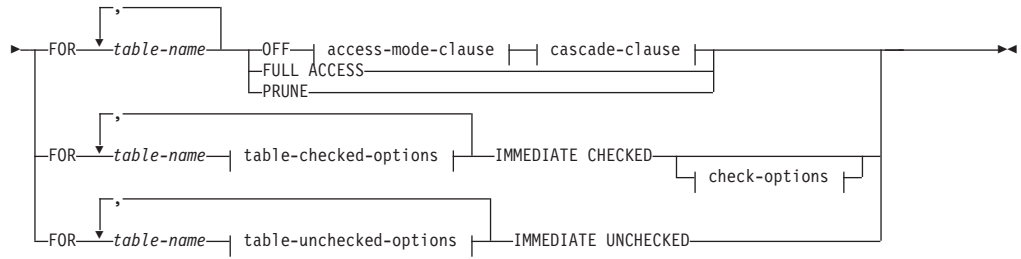 ,
FOR table-name OFF access-mode-clause cascade-clause
FULL ACCESS
PRUNE
,
FOR table-name table-checked-options IMMEDIATE CHECKED
check-options
,
FOR table-name table-unchecked-options IMMEDIATE UNCHECKED